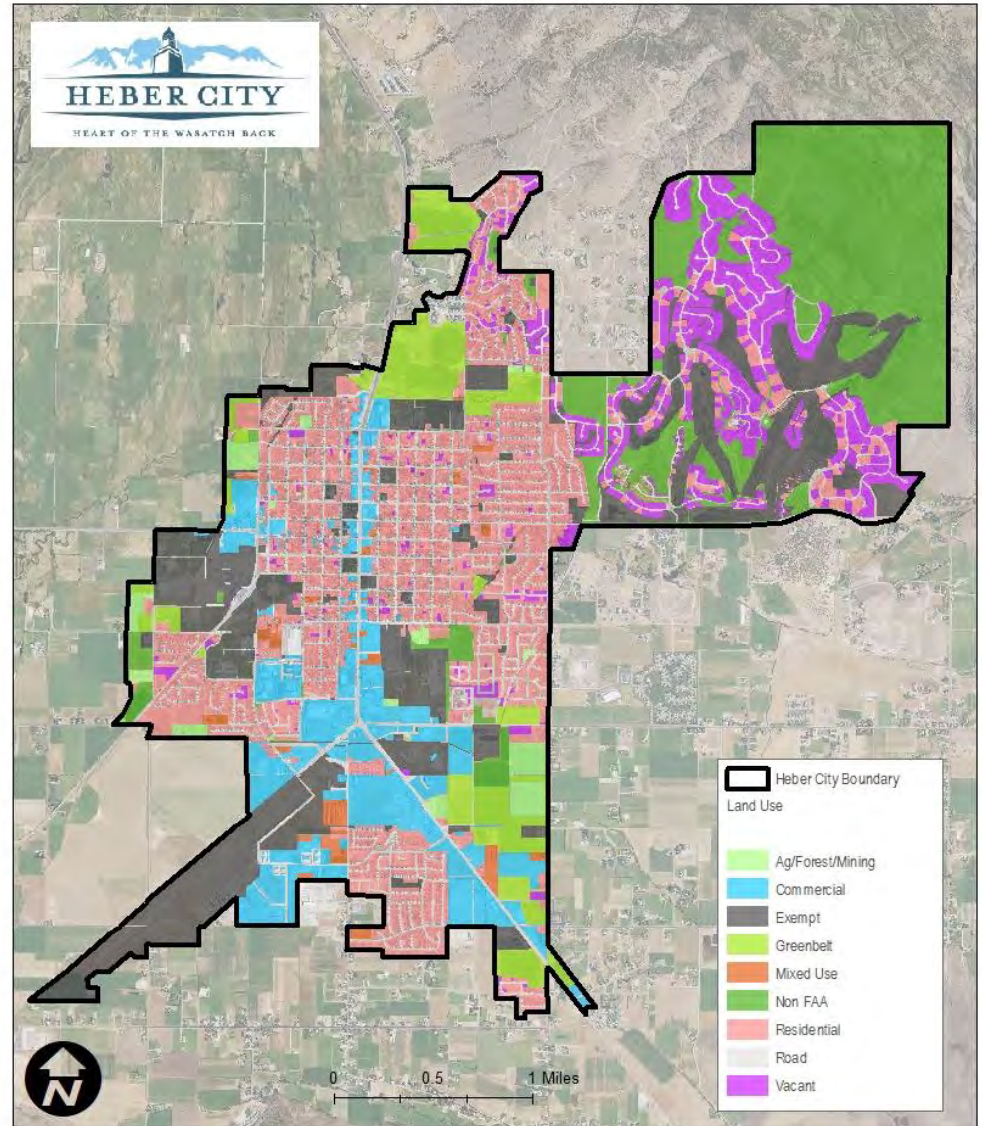 HEBER CITY
HEART OF THE WASATCH BACK
Heber City Boundary
Land Use
Ag/Forest/Mining
Commercial
Exempt
Greenbelt
Mixed Use
Non FAA
Residential
Road
Vacant
N
0 0.5 1 Miles